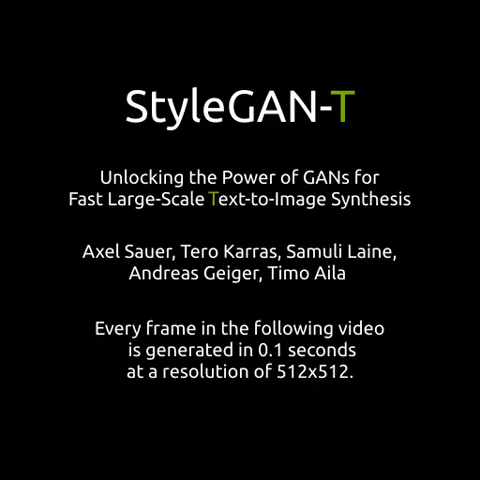 StyleGAN-T
Unlocking the Power of GANs for
Fast Large-Scale Text-to-Image Synthesis
Axel Sauer, Tero Karras, Samuli Laine,
Andreas Geiger, Timo Aila
Every frame in the following video
is generated in 0.1 seconds
at a resolution of 512x512.